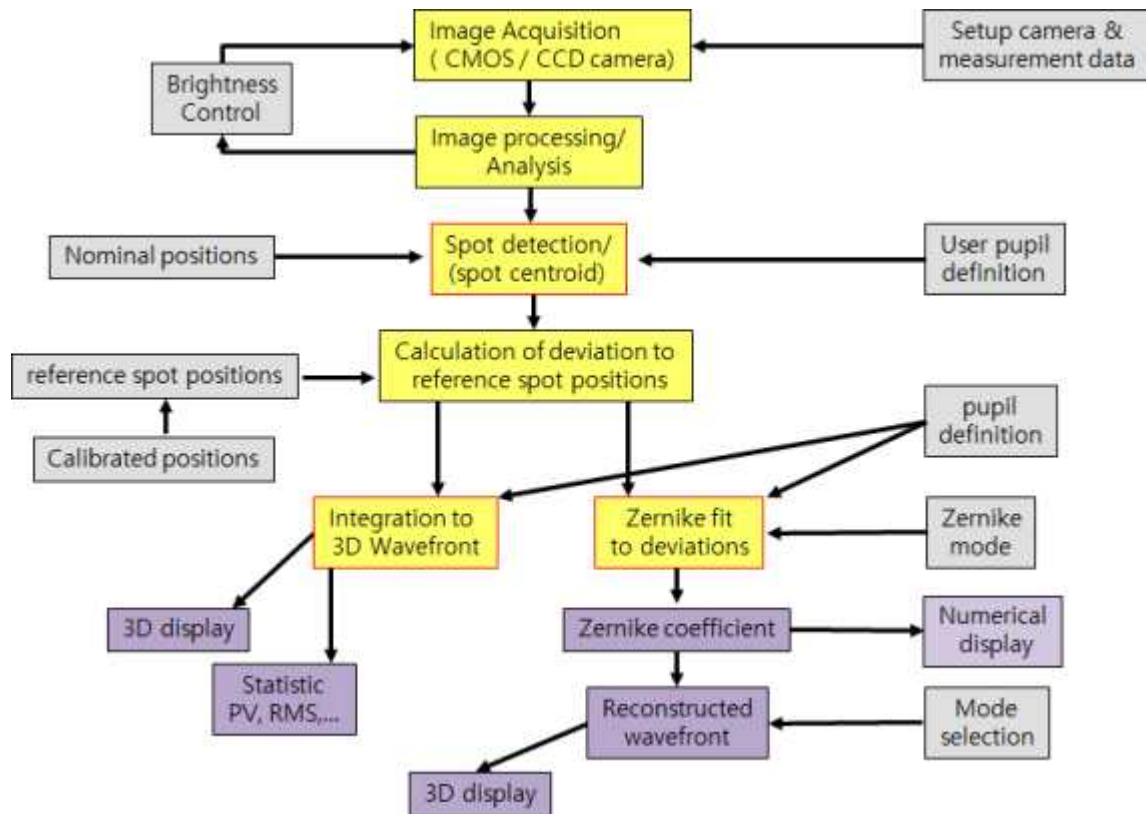 Image Acquisition
( CMOS / CCD camera)
Setup camera &
measurement data
Brightness
Control
Image processing/
Analysis
Nominal positions
Spot detection/
(spot centroid)
User pupil
definition
Calculation of deviation to
reference spot positions
reference spot positions
Calibrated positions
pupil
definition
Integration to
3D Wavefront
Zernike fit
to deviations
Zernike
mode
3D display
Zernike coefficient
Numerical
display
Statistic
PV, RMS,...
Reconstructed
wavefront
Mode
selection
3D display